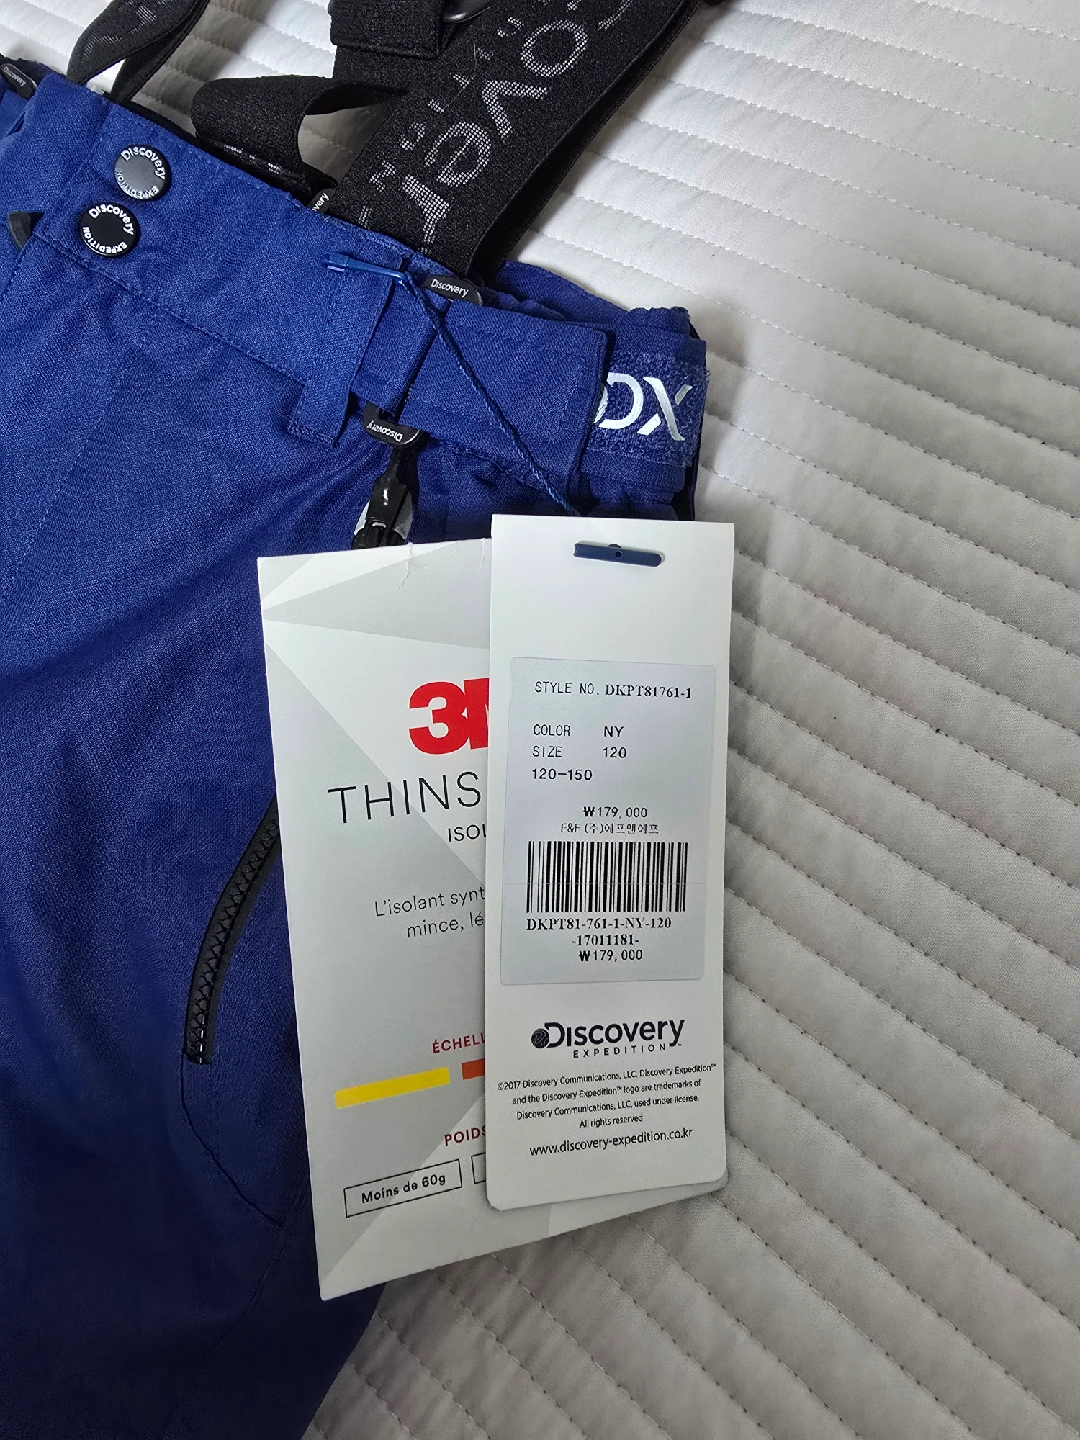 Discovery
Discovery
EXPEDITION
Discovery
EXPEDITION
Discovery
DX
Discovery
3M
THINS
ISOL
L'isolant synt
mince, lé
ÉCHELL
POIDS
Moins de 60g
STYLE NO. DKPT81761-1
COLOR NY
SIZE 120
120-150
₩179,000
F&F (주)에프앤에프
DKPT81-761-1-NY-120
-17011181-
₩179,000
Discovery
EXPEDITION™
©2017 Discovery Communications, LLC. Discovery Expedition™
and the Discovery Expedition™ logo are trademarks of
Discovery Communications, LLC, used under license.
All rights reserved.
www.discovery-expedition.co.kr